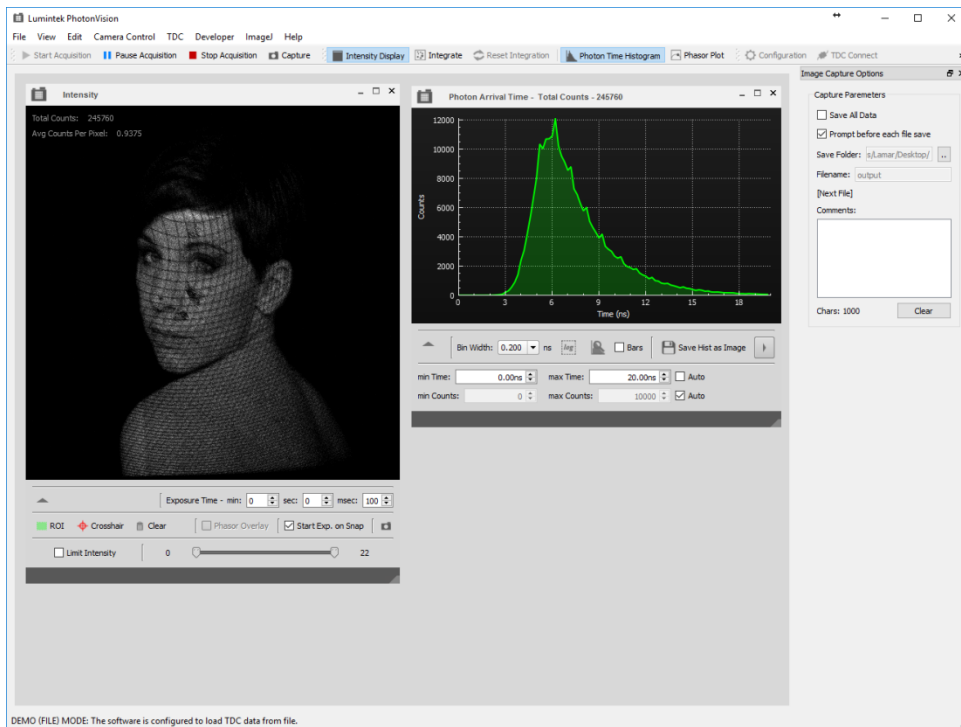 Lumintek PhotonVision
File View Edit Camera Control TDC Developer ImageJ Help
Start Acquisition Pause Acquisition Stop Acquisition Capture Intensity Display Integrate Reset Integration Photon Time Histogram Phasor Plot Configuration TDC Connect
Intensity
Total Counts: 245760
Avg Counts Per Pixel: 0.9375
Exposure Time - min: 0 sec: 0 msec: 100
ROI Crosshair Clear Phasor Overlay Start Exp. on Snap
Limit Intensity 0 22
Photon Arrival Time - Total Counts - 245760
12000
10000
8000
6000
4000
2000
0
Counts
0 3 6 9 12 15 18
Time (ns)
Bin Width: 0.200 ns log Bars Save Hist as Image
min Time: 0.00ns max Time: 20.00ns Auto
min Counts: 0 max Counts: 10000 Auto
Image Capture Options
Capture Parameters
Save All Data
Prompt before each file save
Save Folder: s/Lamar/Desktop/ ..
Filename: output
[Next File]
Comments:
Chars: 1000 Clear
DEMO (FILE) MODE: The software is configured to load TDC data from file.